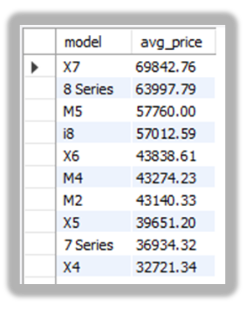 model avg_price
X7 69842.76
8 Series 63997.79
M5 57760.00
i8 57012.59
X6 43838.61
M4 43274.23
M2 43140.33
X5 39651.20
7 Series 36934.32
X4 32721.34